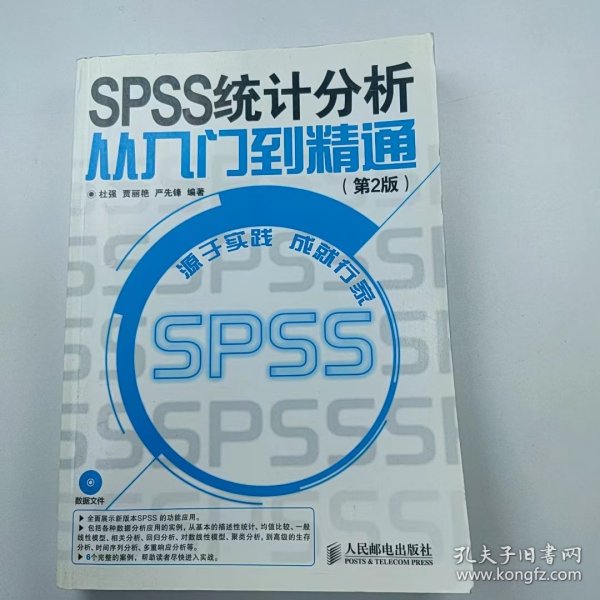 SPSS统计分析
从入门到精通
（第2版）
杜强 贾丽艳 严先锋 编著
源于实践 成就行家
SPSS
数据文件
▶ 全面展示新版本SPSS 的功能应用。
▶ 包括各种数据分析应用的实例，从基本的描述性统计、均值比较、一般
线性模型、相关分析、回归分析、对数线性模型、聚类分析，到高级的生存
分析、时间序列分析、多重响应分析等。
▶ 6个完整的案例，帮助读者尽快进入实战。
人民邮电出版社
POSTS & TELECOM PRESS
孔夫子旧书网
www.kongfz.com